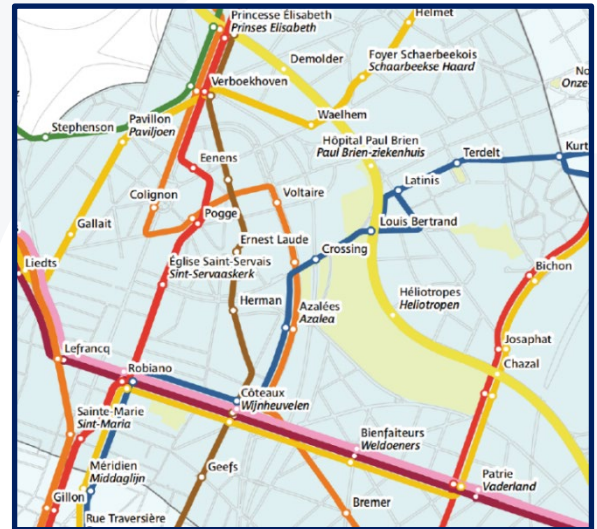 Princesse Élisabeth
Prinses Elisabeth
Helmet
Demolder
Foyer Schaerbeekois
Schaarbeekse Haard
Verboekhoven
No
Onze
Pavillon
Paviljoen
Waelhem
Stephenson
Hôpital Paul Brien
Paul Brien-ziekenhuis
Terdelt
Kurt
Eenens
Latinis
Colignon
Voltaire
Pogge
Louis Bertrand
Gallait
Ernest Laude
Crossing
Liedts
Église Saint-Servais
Sint-Servaaskerk
Bichon
Herman
Azalées
Azalea
Héliotropes
Heliotropen
Josaphat
Lefrancq
Robiano
Chazal
Côteaux
Wijnheuvelen
Sainte-Marie
Sint-Maria
Bienfaiteurs
Weldoeners
Méridien
Middaglijn
Geefs
Patrie
Vaderland
Gillon
Bremer
Rue Traversière